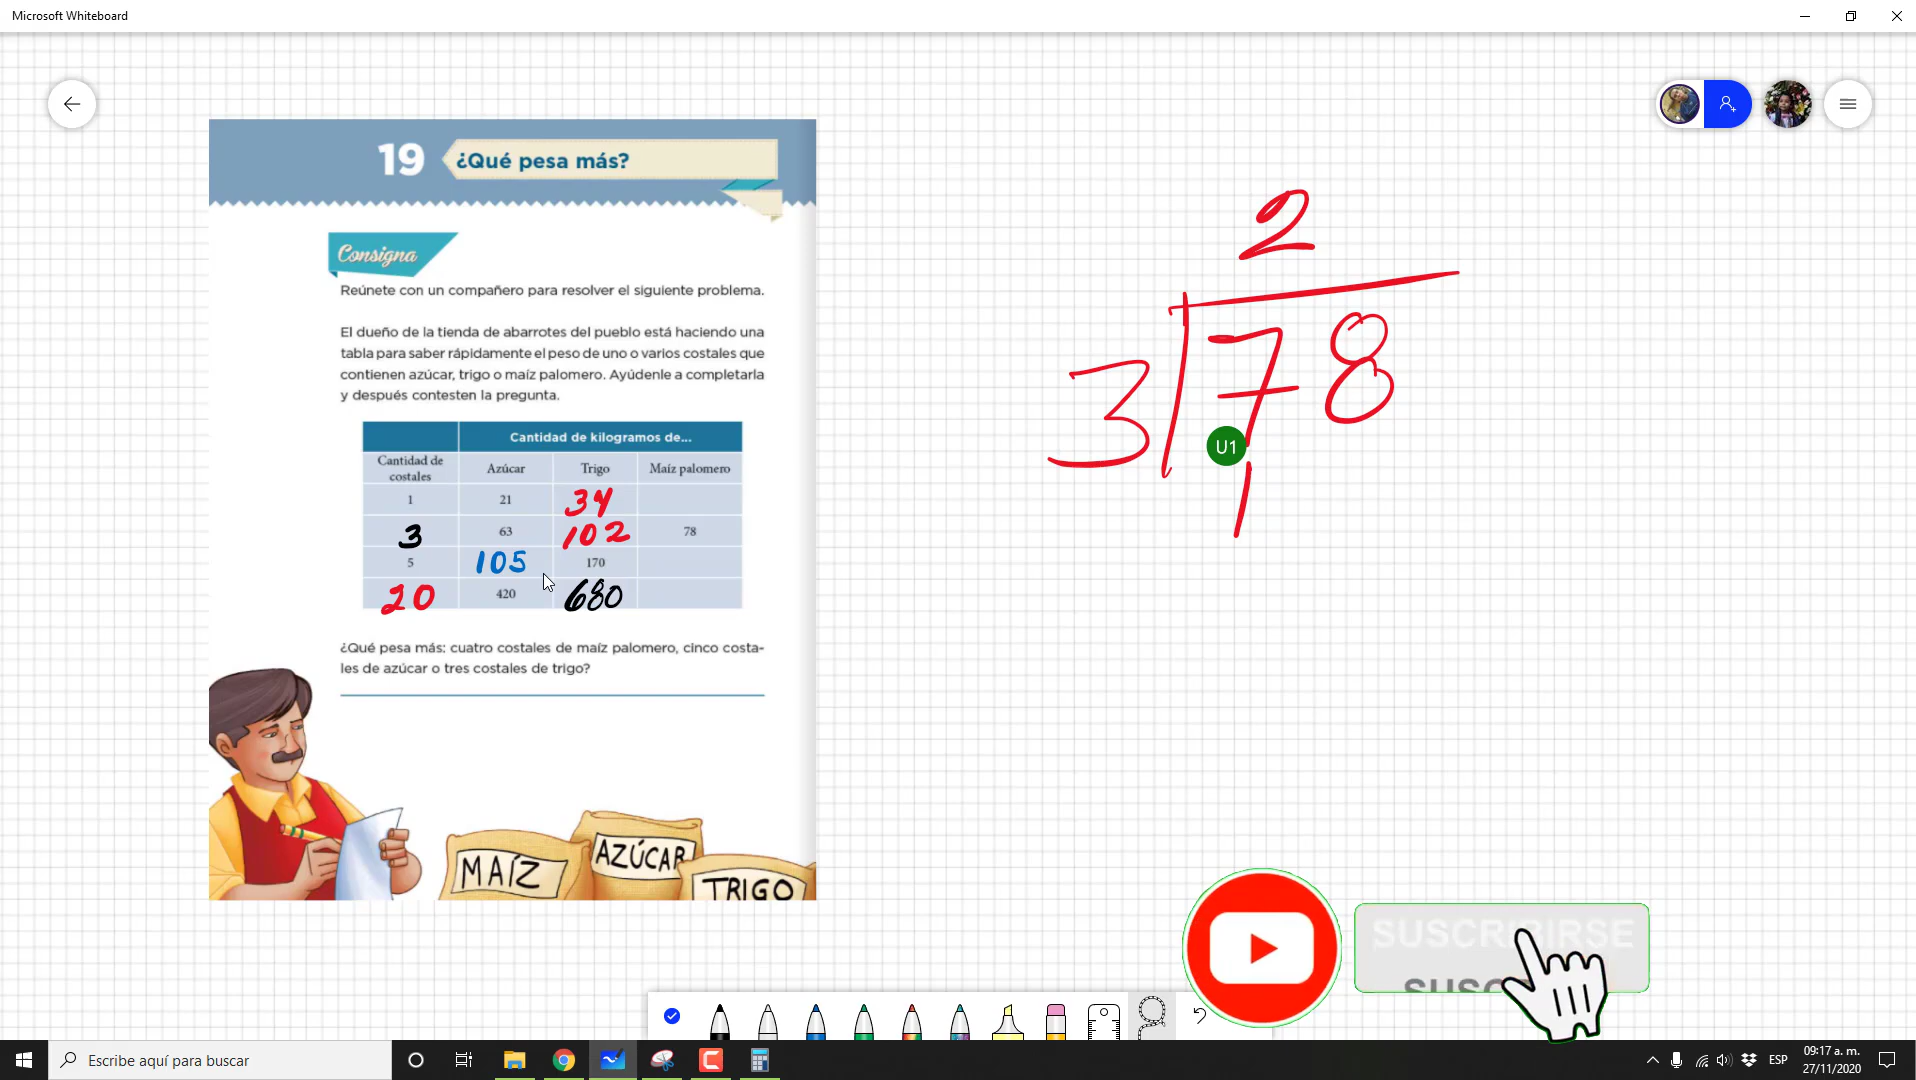 Microsoft Whiteboard
19 ¿Qué pesa más?
Consigna
Reúnete con un compañero para resolver el siguiente problema.
El dueño de la tienda de abarrotes del pueblo está haciendo una
tabla para saber rápidamente el peso de uno o varios costales que
contienen azúcar, trigo o maíz palomero. Ayúdenle a completarla
y después contesten la pregunta.
Cantidad de kilogramos de...
Cantidad de costales Azúcar Trigo Maíz palomero
1 21 34
3 63 102 78
5 105 170
20 420 680
¿Qué pesa más: cuatro costales de maíz palomero, cinco costa-
les de azúcar o tres costales de trigo?
MAÍZ
AZÚCAR
TRIGO
2
3 78
U1
1
SUSCRIBIRSE
Escribe aquí para buscar
ESP
09:17 a. m.
27/11/2020